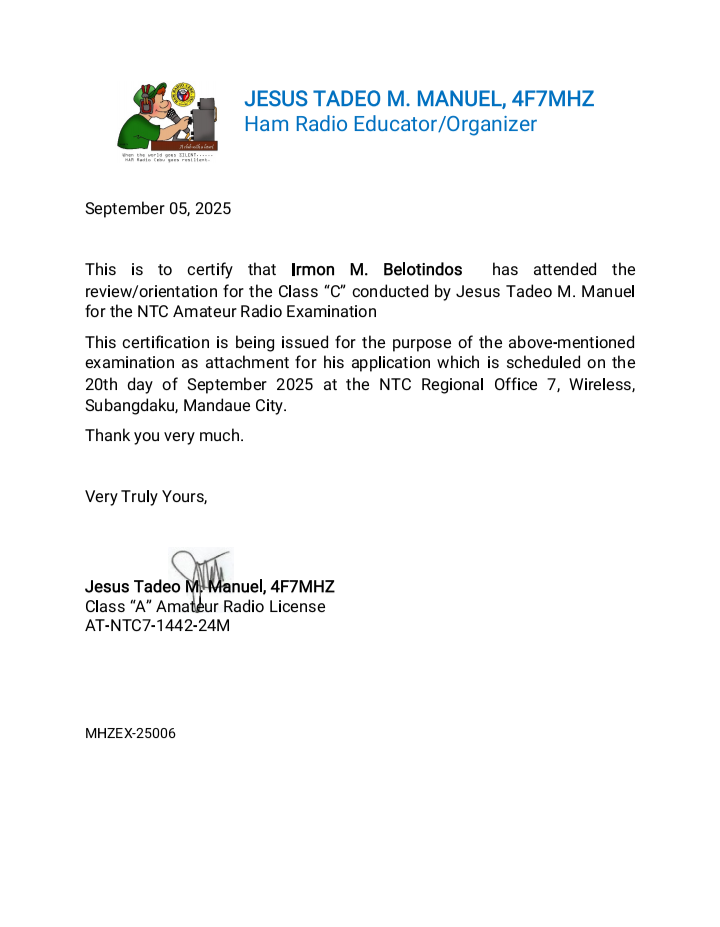 JESUS TADEO M. MANUEL, 4F7MHZ
Ham Radio Educator/Organizer
When the world goes SILENT------
HAM Radio Cebu goes resilient.
September 05, 2025
This is to certify that Irmon M. Belotindos has attended the
review/orientation for the Class “C” conducted by Jesus Tadeo M. Manuel
for the NTC Amateur Radio Examination
This certification is being issued for the purpose of the above-mentioned
examination as attachment for his application which is scheduled on the
20th day of September 2025 at the NTC Regional Office 7, Wireless,
Subangdaku, Mandaue City.
Thank you very much.
Very Truly Yours,
Jesus Tadeo M. Manuel, 4F7MHZ
Class “A” Amateur Radio License
AT-NTC7-1442-24M
MHZEX-25006